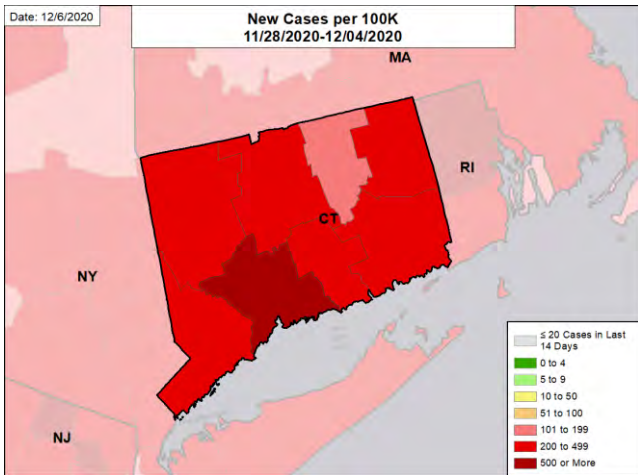 Date: 12/6/2020
New Cases per 100K
11/28/2020-12/04/2020
MA
RI
CT
NY
NJ
≤ 20 Cases in Last
14 Days
0 to 4
5 to 9
10 to 50
51 to 100
101 to 199
200 to 499
500 or More